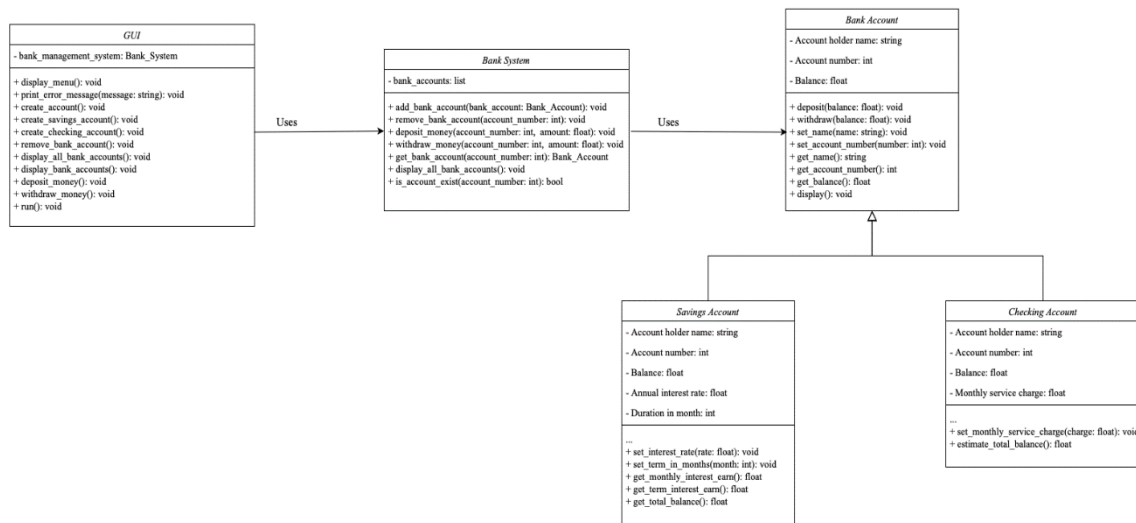 GUI
- bank_management_system: Bank_System
+ display_menu(): void
+ print_error_message(message: string): void
+ create_account(): void
+ create_savings_account(): void
+ create_checking_account(): void
+ remove_bank_account(): void
+ display_all_bank_accounts(): void
+ display_bank_accounts(): void
+ deposit_money(): void
+ withdraw_money(): void
+ run(): void
Uses
Bank System
- bank_accounts: list
+ add_bank_account(bank_account: Bank_Account): void
+ remove_bank_account(account_number: int): void
+ deposit_money(account_number: int, amount: float): void
+ withdraw_money(account_number: int, amount: float): void
+ get_bank_account(account_number: int): Bank_Account
+ display_all_bank_accounts(): void
+ is_account_exist(account_number: int): bool
Uses
Bank Account
- Account holder name: string
- Account number: int
- Balance: float
+ deposit(balance: float): void
+ withdraw(balance: float): void
+ set_name(name: string): void
+ set_account_number(number: int): void
+ get_name(): string
+ get_account_number(): int
+ get_balance(): float
+ display(): void
Savings Account
- Account holder name: string
- Account number: int
- Balance: float
- Annual interest rate: float
- Duration in month: int
...
+ set_interest_rate(rate: float): void
+ set_term_in_months(month: int): void
+ get_monthly_interest_earn(): float
+ get_term_interest_earn(): float
+ get_total_balance(): float
Checking Account
- Account holder name: string
- Account number: int
- Balance: float
- Monthly service charge: float
...
+ set_monthly_service_charge(charge: float): void
+ estimate_total_balance(): float